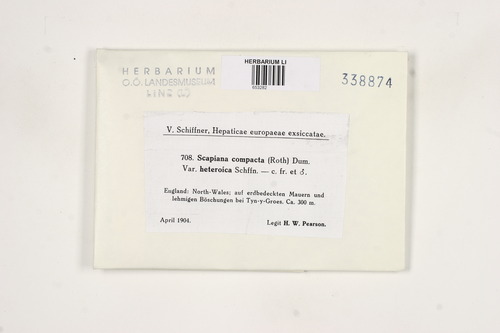 HERBARIUM
O.Ö. LANDESMUSEUM
LINZ
HERBARIUM LI
653282
338874
V. Schiffner, Hepaticae europaeae exsiccatae.
708. Scapiana compacta (Roth) Dum.
Var. heteroica Schffn. — c. fr. et ♂.
England: North-Wales; auf erdbedeckten Mauern und
lehmigen Böschungen bei Tyn-y-Groes. Ca. 300 m.
April 1904. Legit H. W. Pearson.